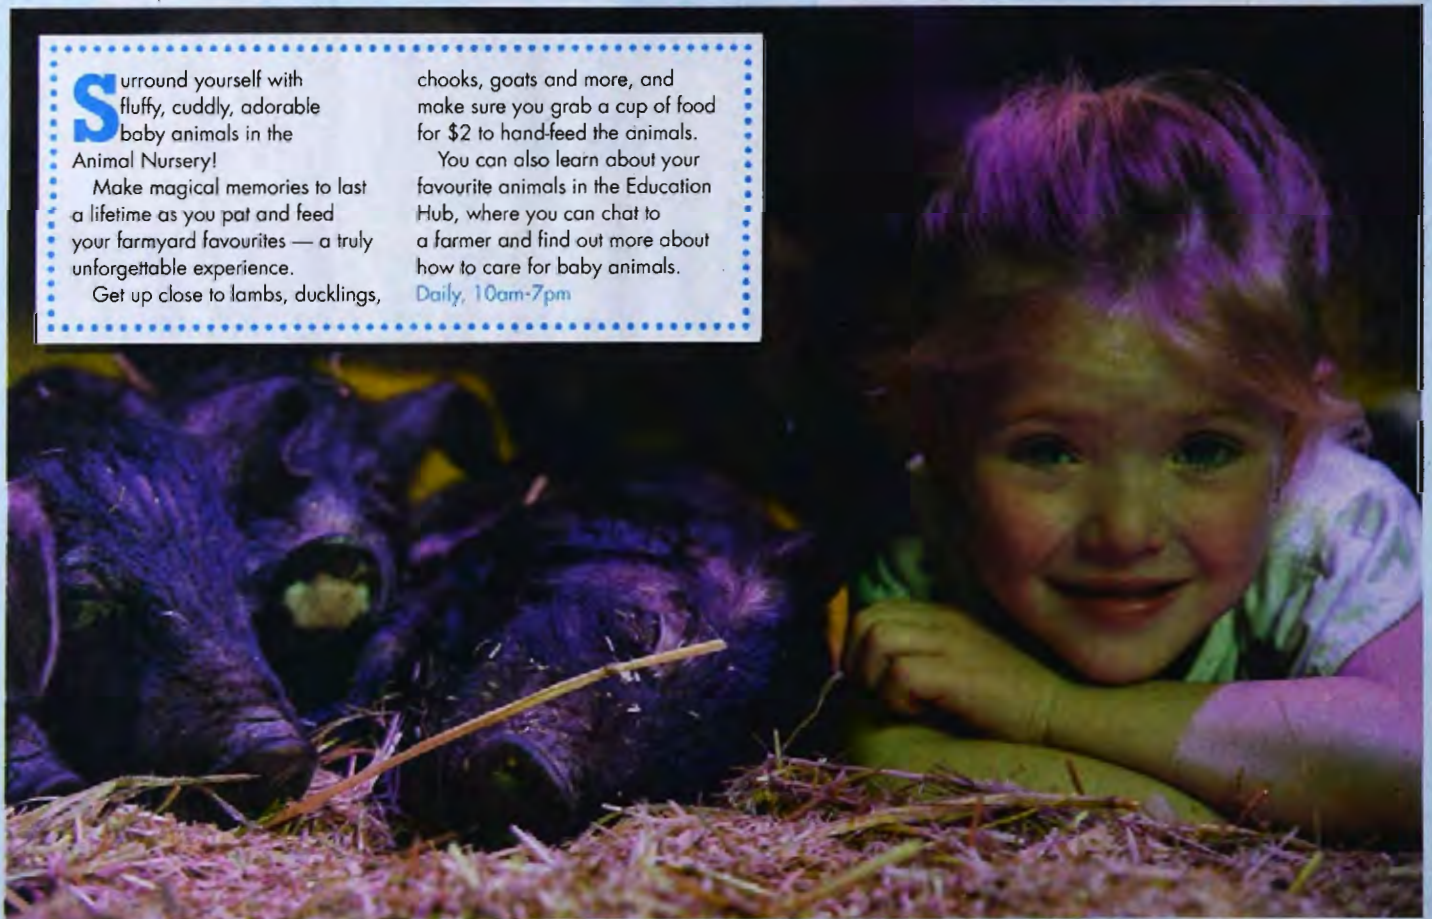 Surround yourself with
fluffy, cuddly, adorable
baby animals in the
Animal Nursery!
Make magical memories to last
a lifetime as you pat and feed
your farmyard favourites — a truly
unforgettable experience.
Get up close to lambs, ducklings,
chooks, goats and more, and
make sure you grab a cup of food
for $2 to hand-feed the animals.
You can also learn about your
favourite animals in the Education
Hub, where you can chat to
a farmer and find out more about
how to care for baby animals.
Daily, 10am-7pm